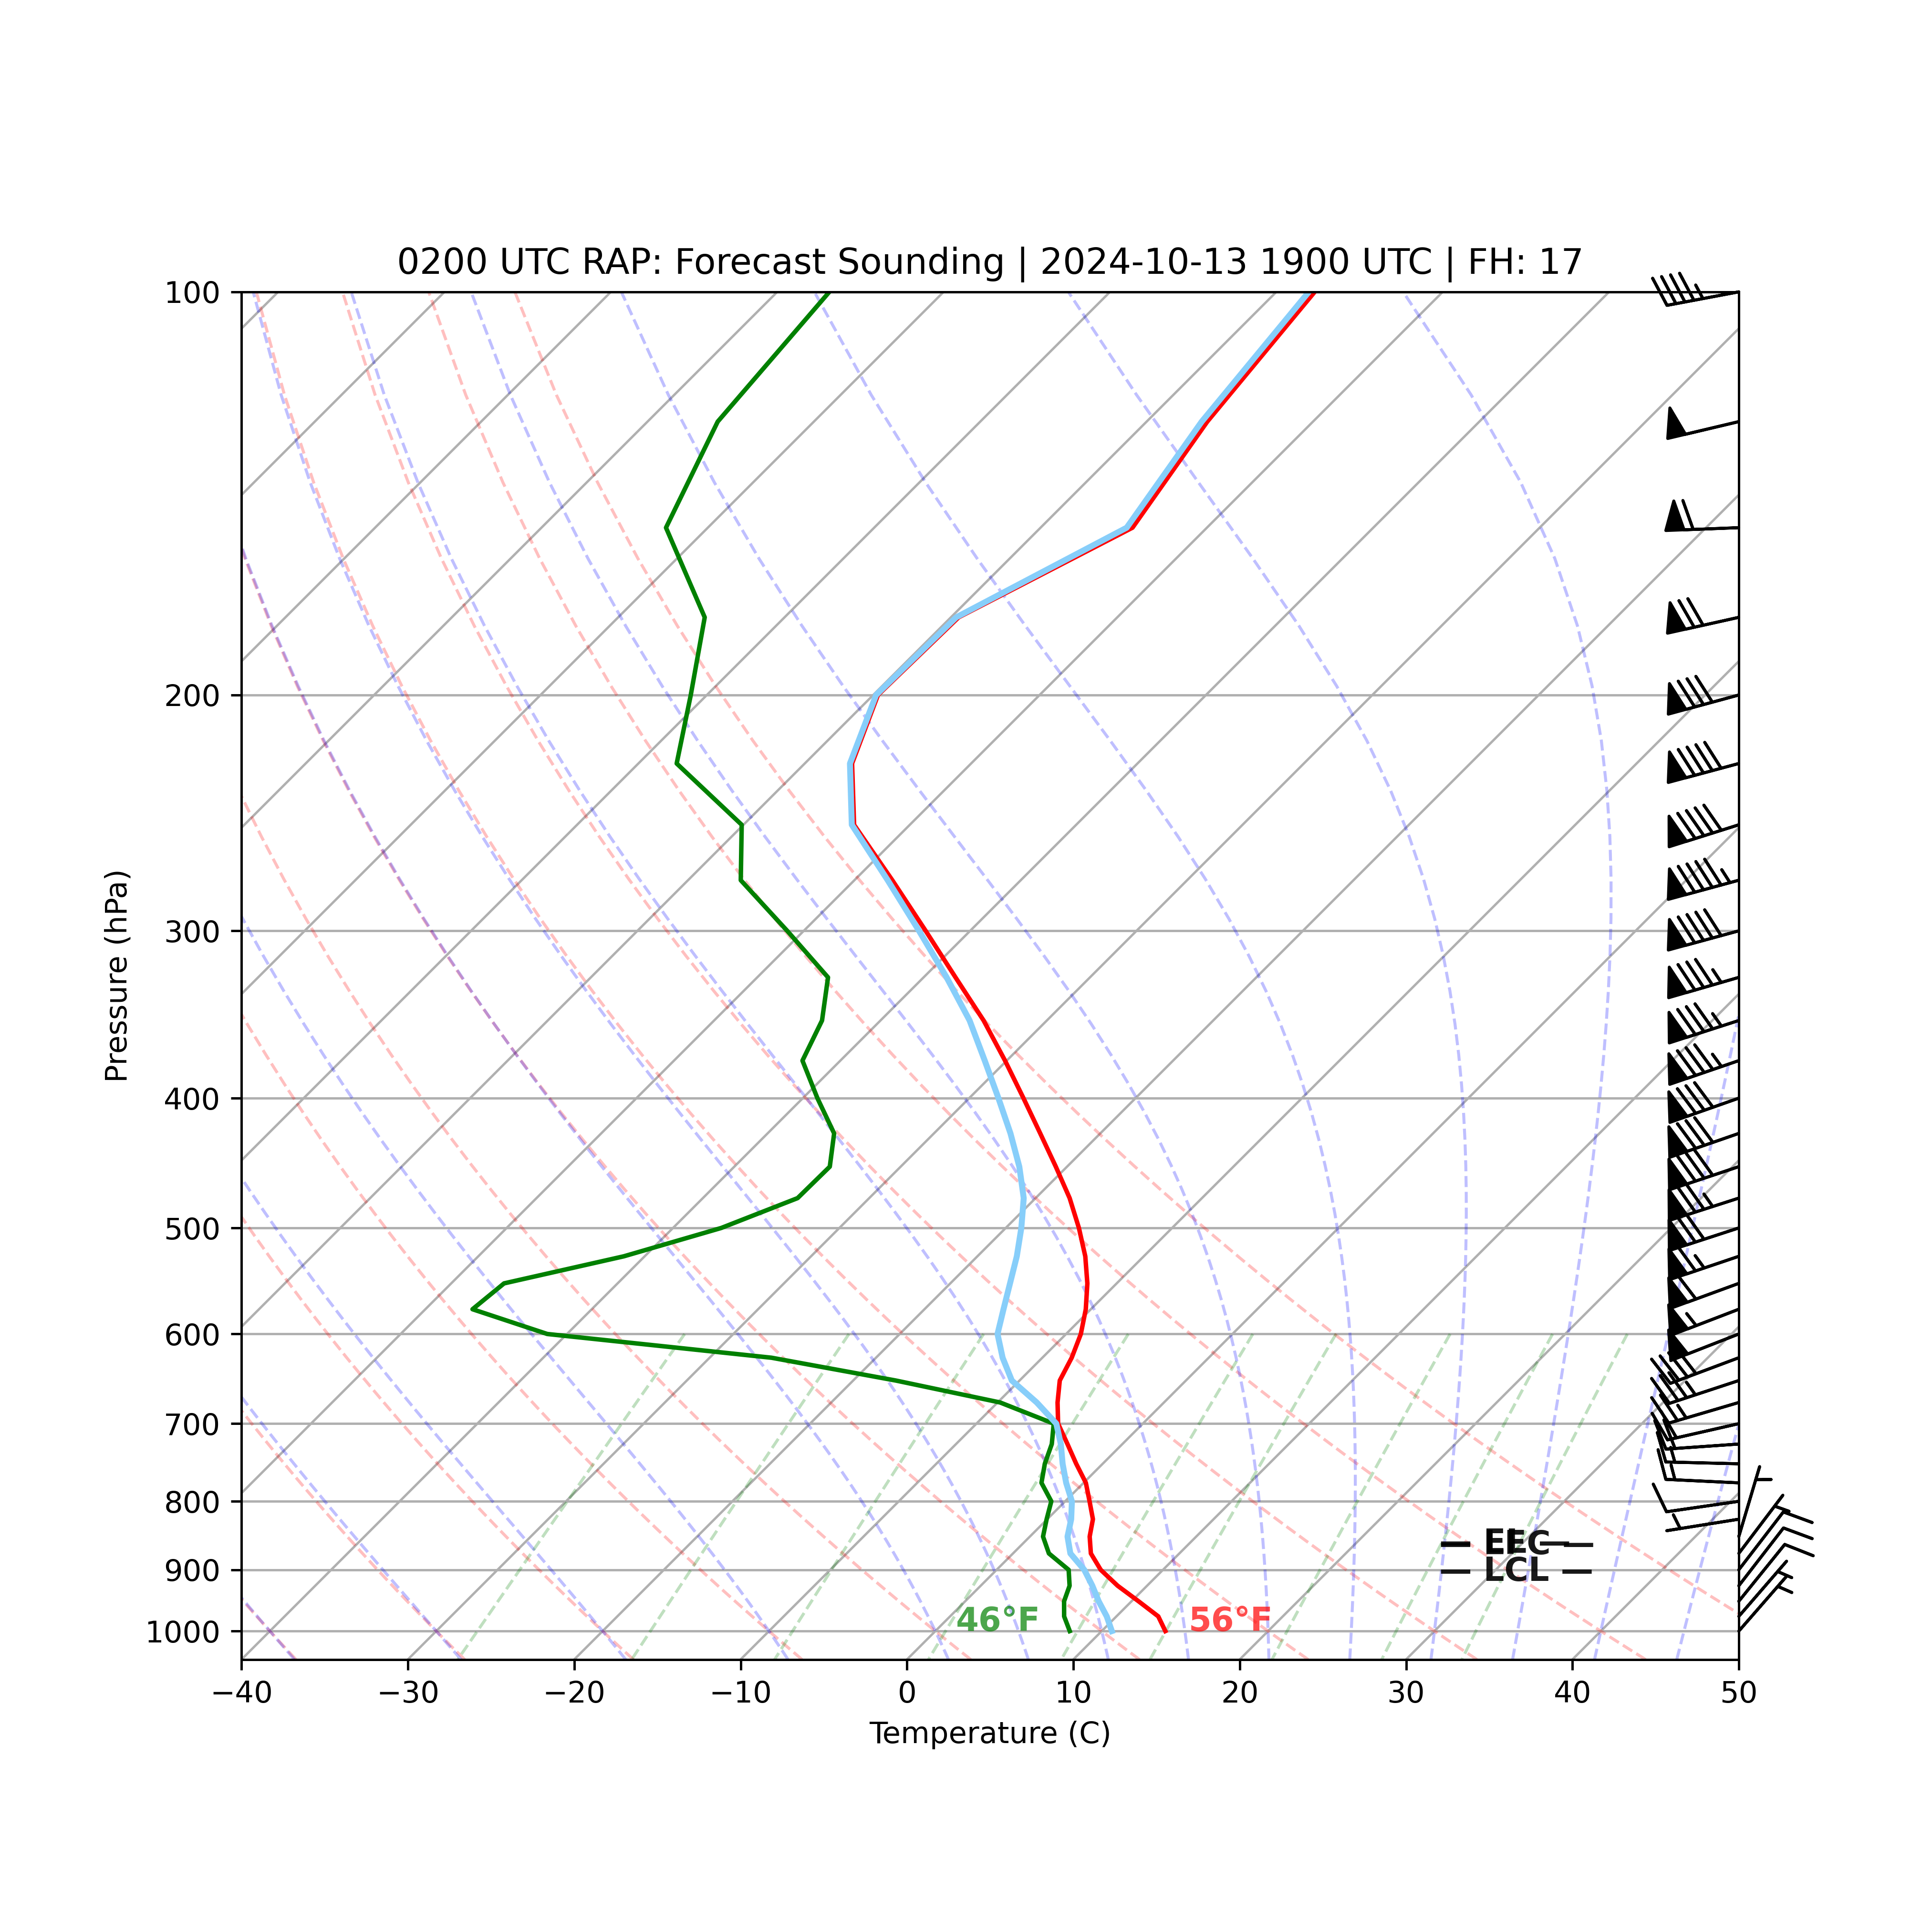 0200 UTC RAP: Forecast Sounding | 2024-10-13 1900 UTC | FH: 17
100
200
300
400
500
600
700
800
900
1000
Pressure (hPa)
LCL
46°F
56°F
−40 −30 −20 −10 0 10 20 30 40 50
Temperature (C)